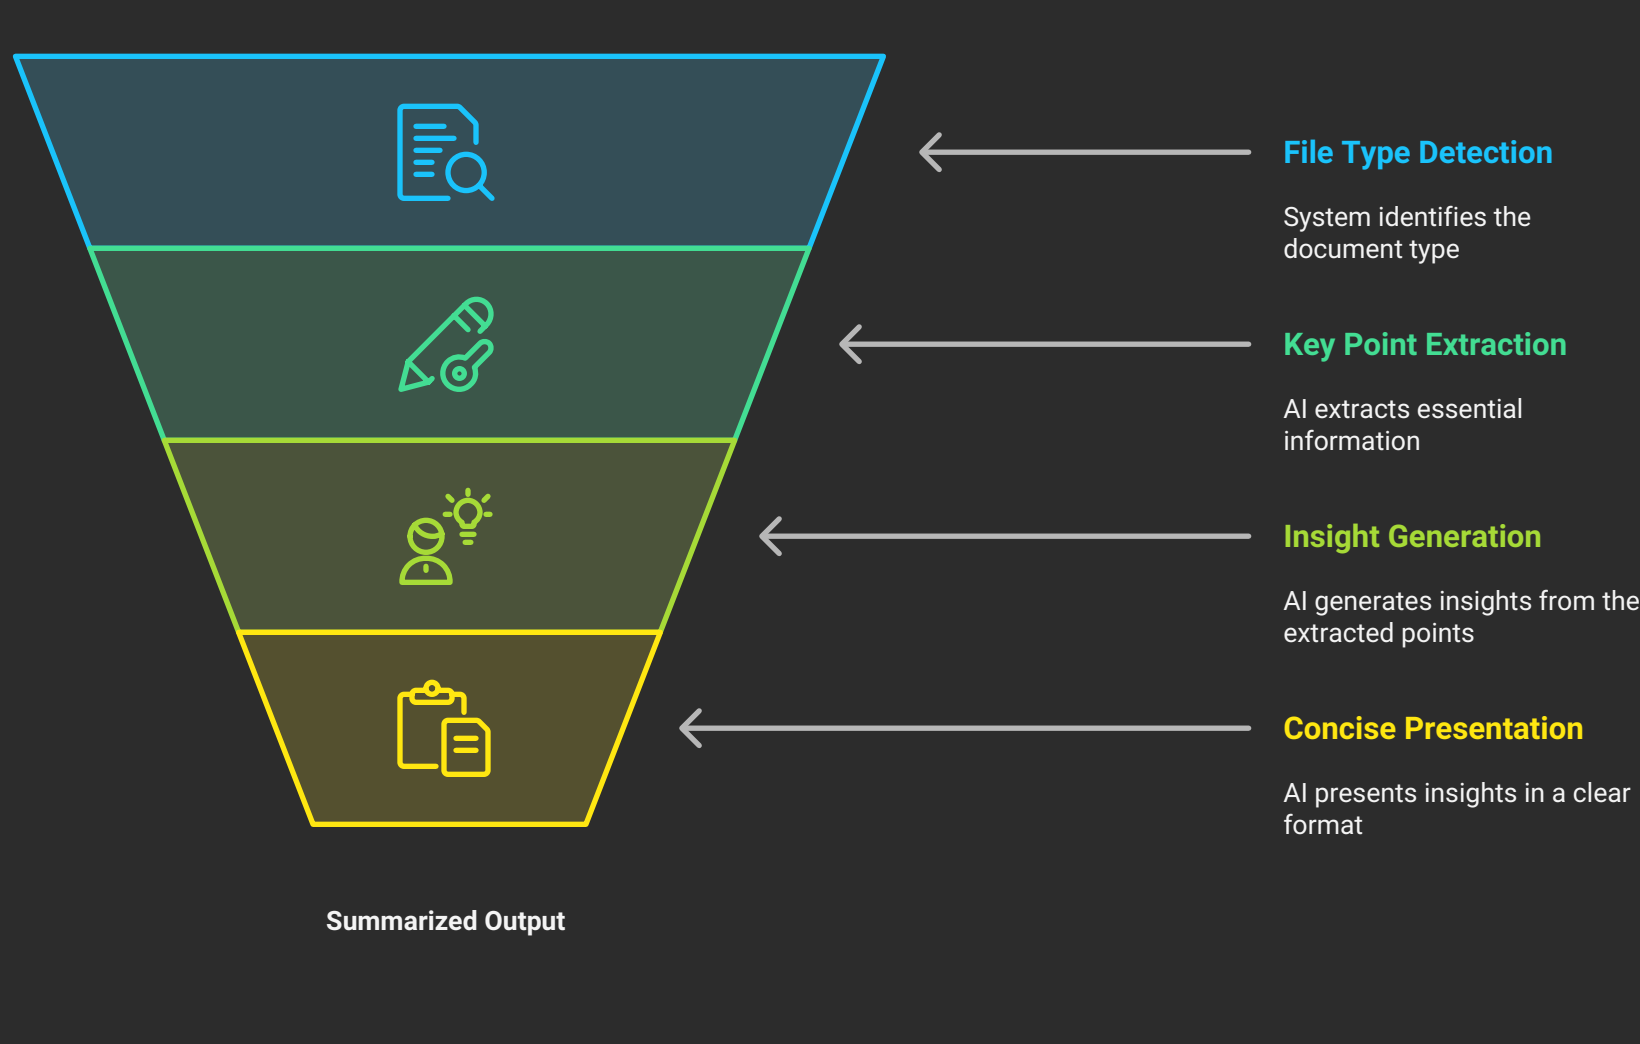 File Type Detection
System identifies the
document type
Key Point Extraction
AI extracts essential
information
Insight Generation
AI generates insights from the
extracted points
Concise Presentation
AI presents insights in a clear
format
Summarized Output